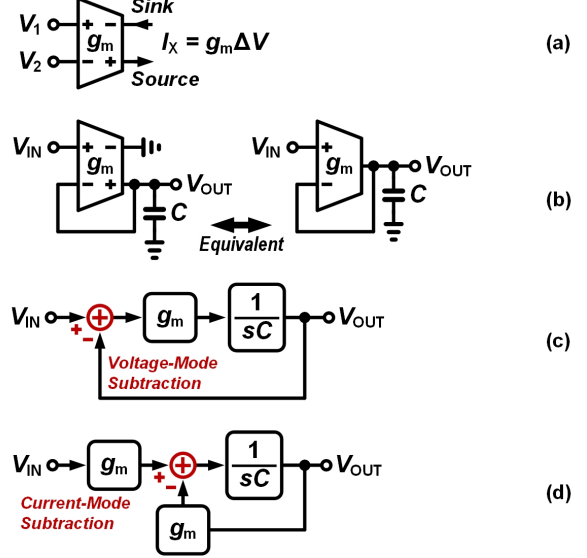 V1 + − Sink
gm IX = gmΔV (a)
V2 − + Source
VIN + − VIN +
gm gm
− + VOUT − VOUT
C C (b)
Equivalent
VIN + gm 1/sC VOUT
+ −
(c)
Voltage-Mode
Subtraction
VIN gm + 1/sC VOUT
+ −
Current-Mode
Subtraction (d)
gm